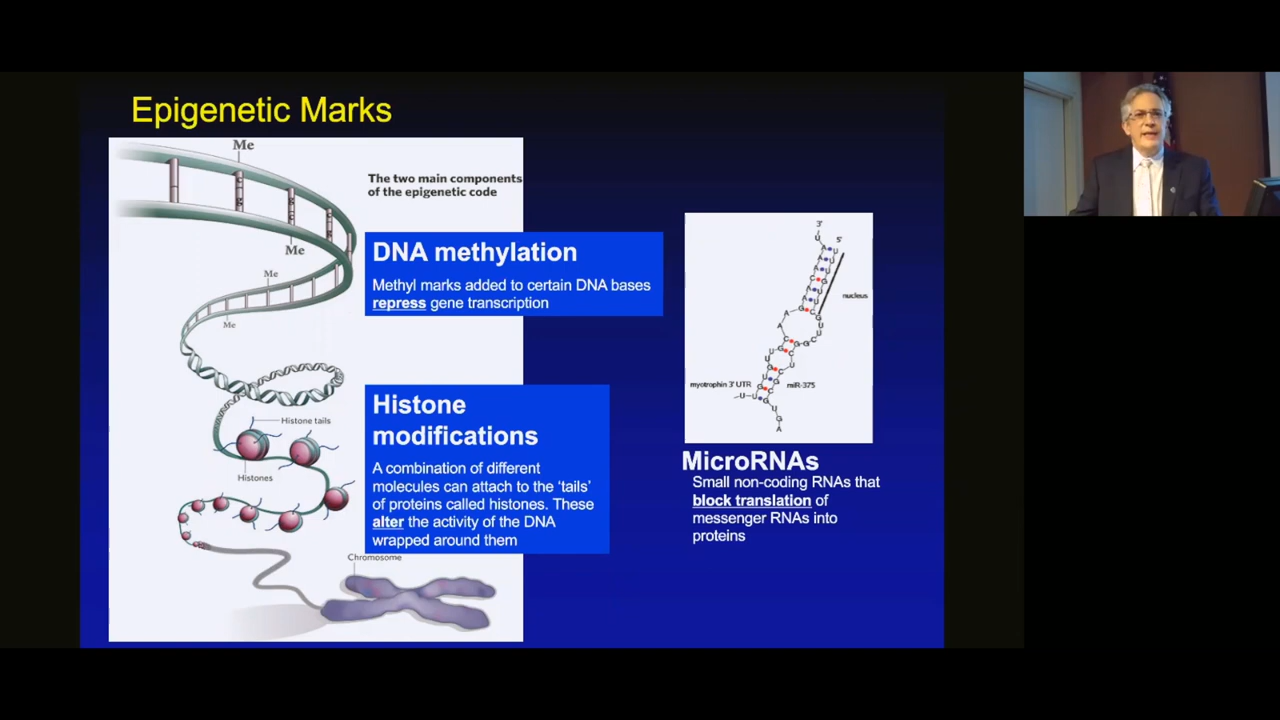 Epigenetic Marks
Me
The two main components
of the epigenetic code
Me
Me
Me
DNA methylation
Methyl marks added to certain DNA bases
repress gene transcription
Histone tails
Histones
Histone
modifications
A combination of different
molecules can attach to the ‘tails’
of proteins called histones. These
alter the activity of the DNA
wrapped around them
Chromosome
3'
5'
nucleus
myotrophin 3' UTR
miR-375
MicroRNAs
Small non-coding RNAs that
block translation of
messenger RNAs into
proteins